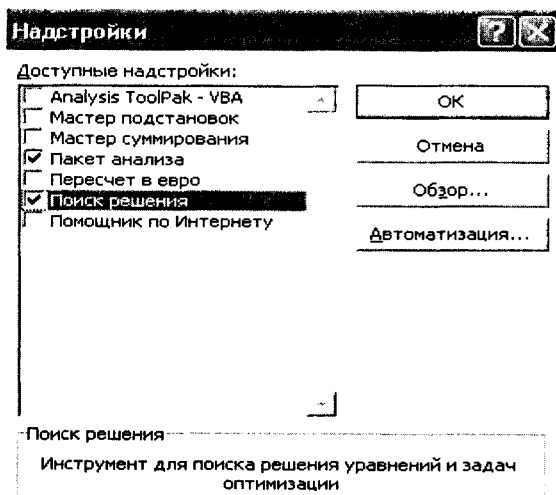 Надстройки
Доступные надстройки:
Analysis ToolPak - VBA
Мастер подстановок
Мастер суммирования
Пакет анализа
Пересчет в евро
Поиск решения
Помощник по Интернету
ОК
Отмена
Обзор...
Автоматизация...
Поиск решения
Инструмент для поиска решения уравнений и задач
оптимизации